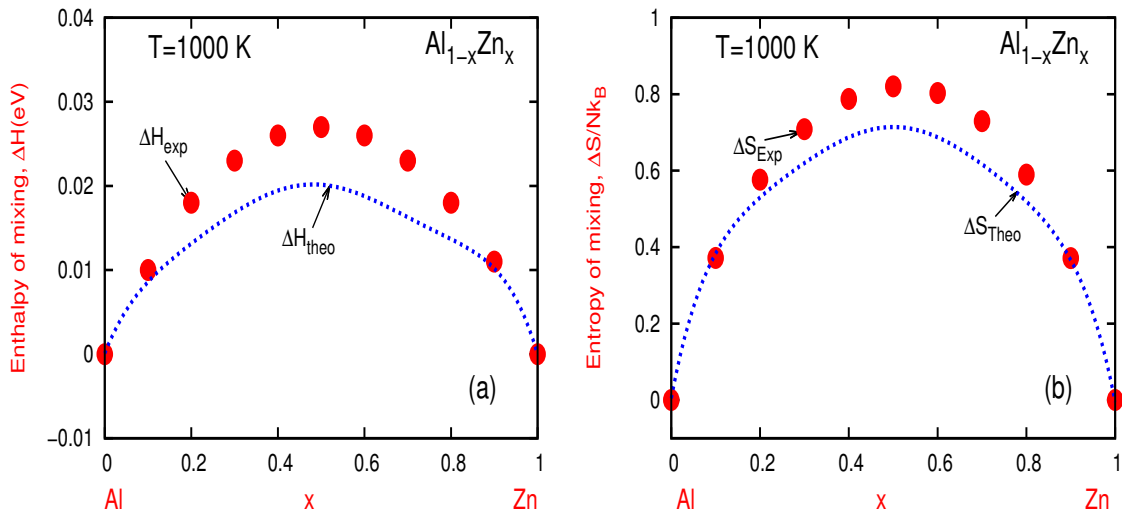 0.04
0.03
0.02
0.01
0
−0.01
Enthalpy of mixing, ΔH(eV)
T=1000 K
Al1−xZnx
ΔHexp
ΔHtheo
(a)
0 0.2 0.4 0.6 0.8 1
Al x Zn
1
0.8
0.6
0.4
0.2
0
Entropy of mixing, ΔS/NkB
T=1000 K
Al1−xZnx
ΔSExp
ΔSTheo
(b)
0 0.2 0.4 0.6 0.8 1
Al x Zn